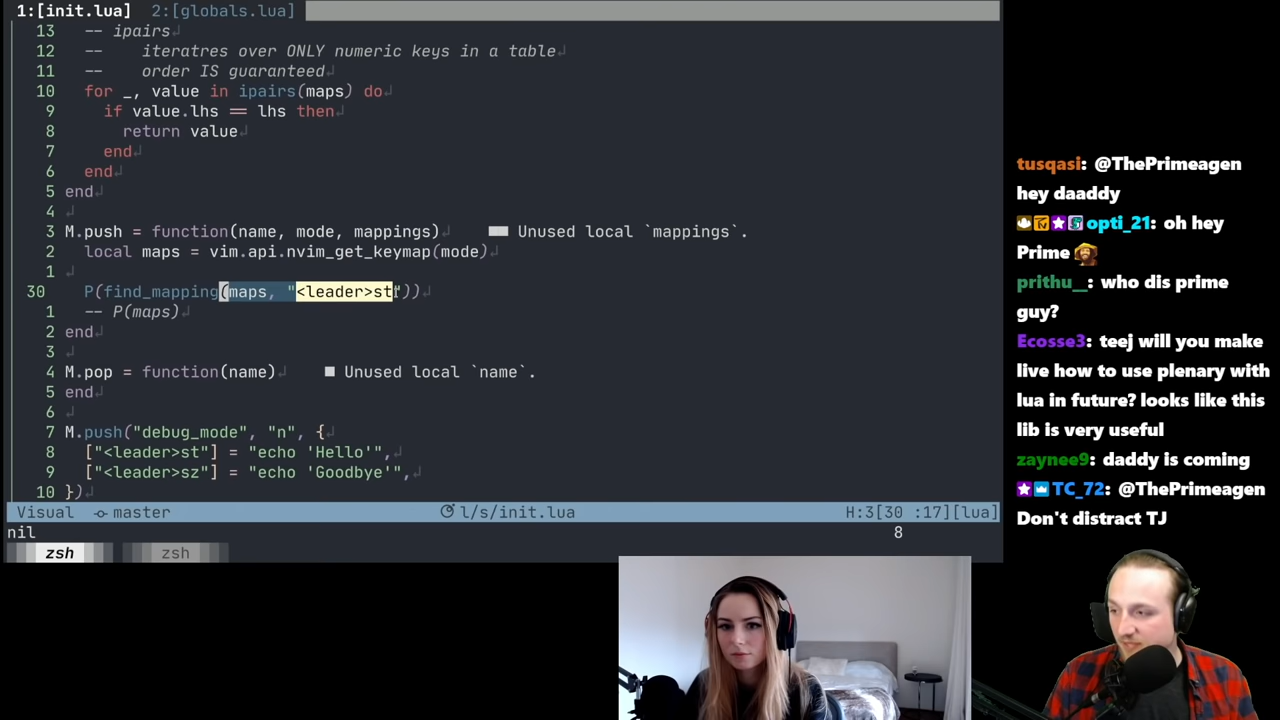 1:[init.lua]  2:[globals.lua]
13  -- ipairs
12  --    iteratres over ONLY numeric keys in a table
11  --    order IS guaranteed
10  for _, value in ipairs(maps) do
9    if value.lhs == lhs then
8      return value
7    end
6  end
5 end
4
3 M.push = function(name, mode, mappings)    Unused local `mappings`.
2   local maps = vim.api.nvim_get_keymap(mode)
1
30   P(find_mapping(maps, "<leader>st"))
1   -- P(maps)
2 end
3
4 M.pop = function(name)    Unused local `name`.
5 end
6
7 M.push("debug_mode", "n", {
8   ["<leader>st"] = "echo 'Hello'",
9   ["<leader>sz"] = "echo 'Goodbye'",
10 })
Visual  master  l/s/init.lua  H:3[30 :17][lua]
nil  8
zsh  zsh
tusqasi: @ThePrimeagen
hey daaddy
opti_21: oh hey
Prime
prithu__: who dis prime
guy?
Ecosse3: teej will you make
live how to use plenary with
lua in future? looks like this
lib is very useful
zaynee9: daddy is coming
TC_72: @ThePrimeagen
Don't distract TJ